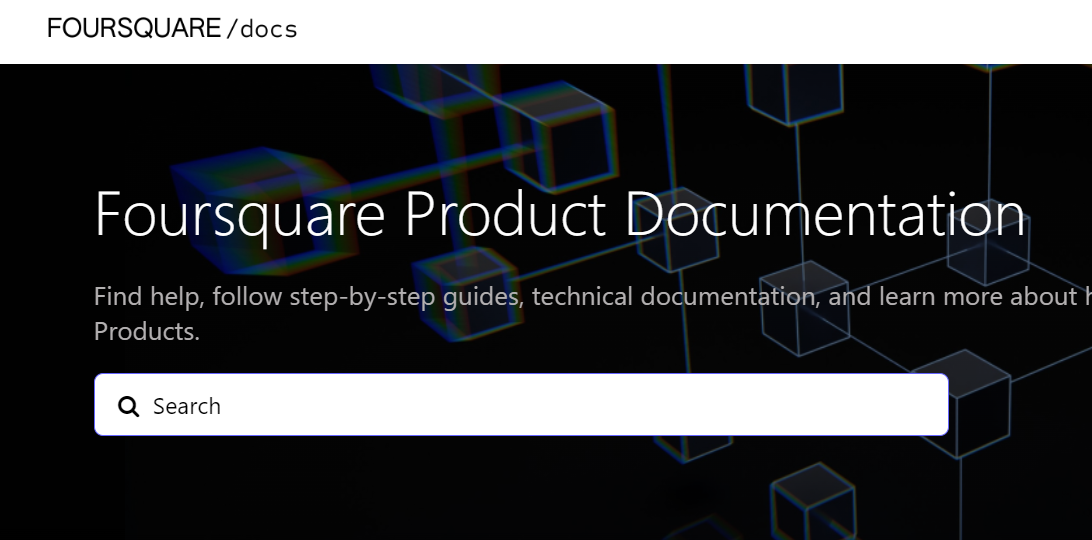 FOURSQUARE /docs
Foursquare Product Documentation
Find help, follow step-by-step guides, technical documentation, and learn more about
Products.
Search